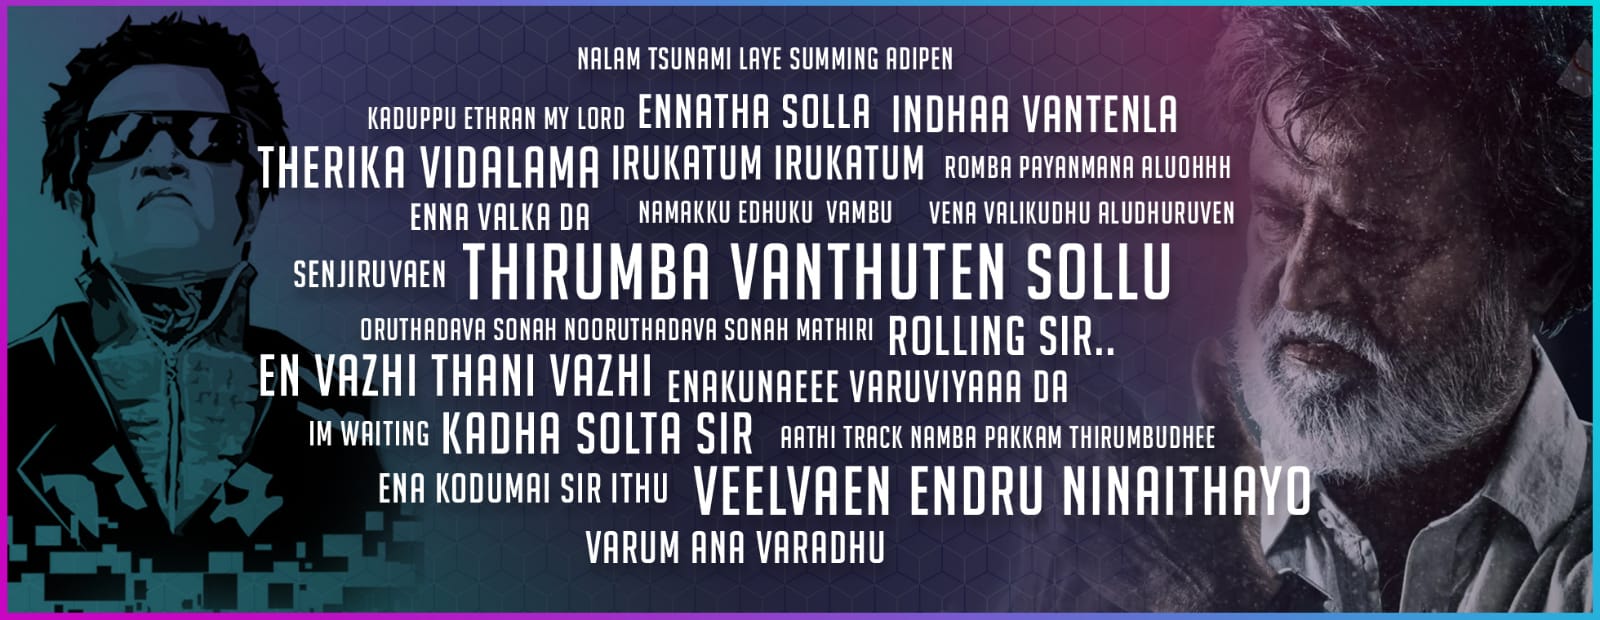 NALAM TSUNAMI LAYE SUMMING ADIPEN
KADUPPU ETHRAN MY LORD ENNATHA SOLLA INDHAA VANTENLA
THERIKA VIDALAMA IRUKATUM IRUKATUM ROMBA PAYANMANA ALUOHHH
ENNA VALKA DA NAMAKKU EDHUKU VAMBU VENA VALIKUDHU ALUDHURUVEN
SENJIRUVAEN THIRUMBA VANTHUTEN SOLLU
ORUTHADAVA SONAH NOORUTHADAVA SONAH MATHIRI ROLLING SIR..
EN VAZHI THANI VAZHI ENAKUNAEEE VARUVIYAAA DA
IM WAITING KADHA SOLTA SIR AATHI TRACK NAMBA PAKKAM THIRUMBUDHEE
ENA KODUMAI SIR ITHU VEELVAEN ENDRU NINAITHAYO
VARUM ANA VARADHU